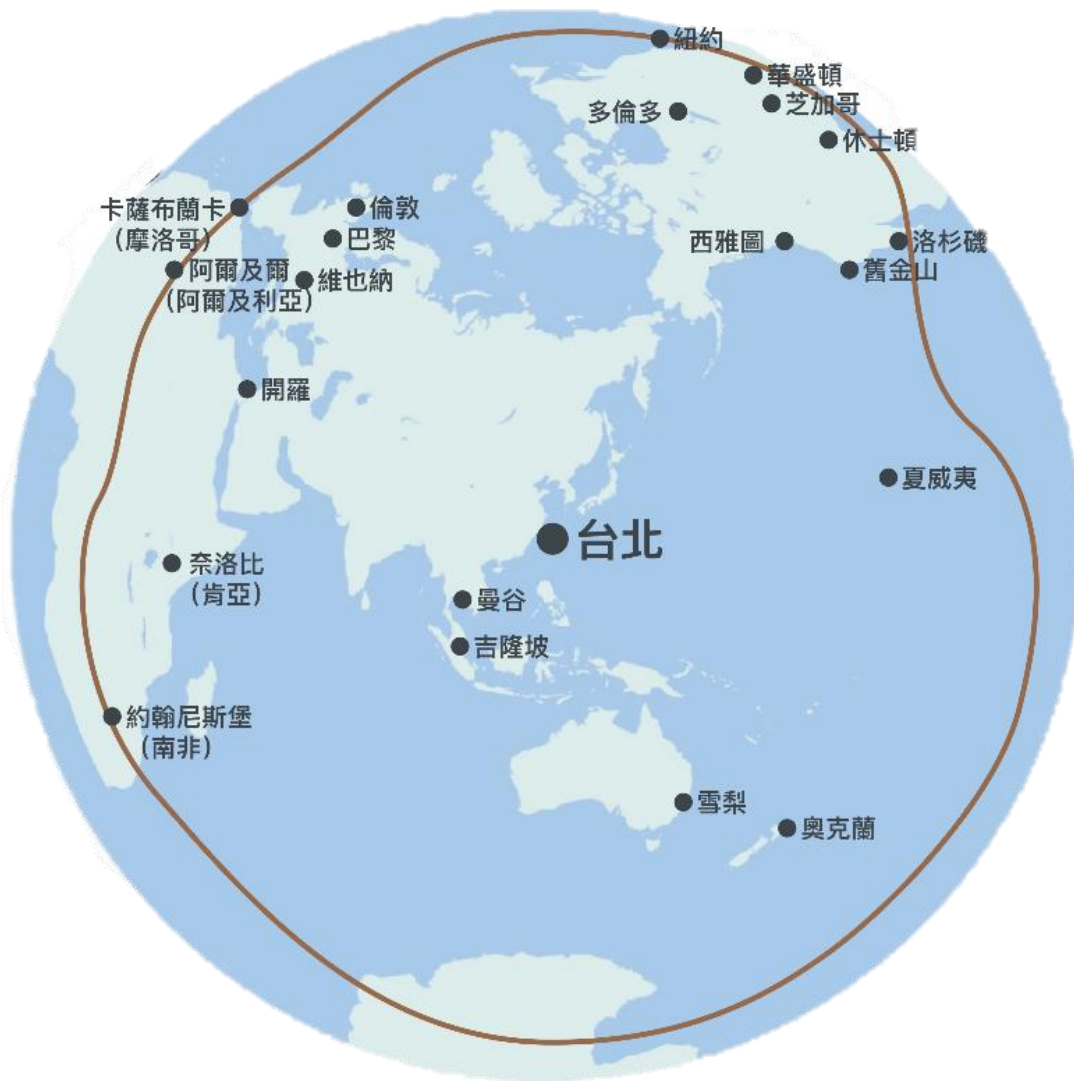 紐約
華盛頓
芝加哥
多倫多
休士頓
卡薩布蘭卡
（摩洛哥）
倫敦
巴黎
西雅圖
洛杉磯
舊金山
阿爾及爾
（阿爾及利亞）
維也納
開羅
夏威夷
台北
奈洛比
（肯亞）
曼谷
吉隆坡
約翰尼斯堡
（南非）
雪梨
奧克蘭